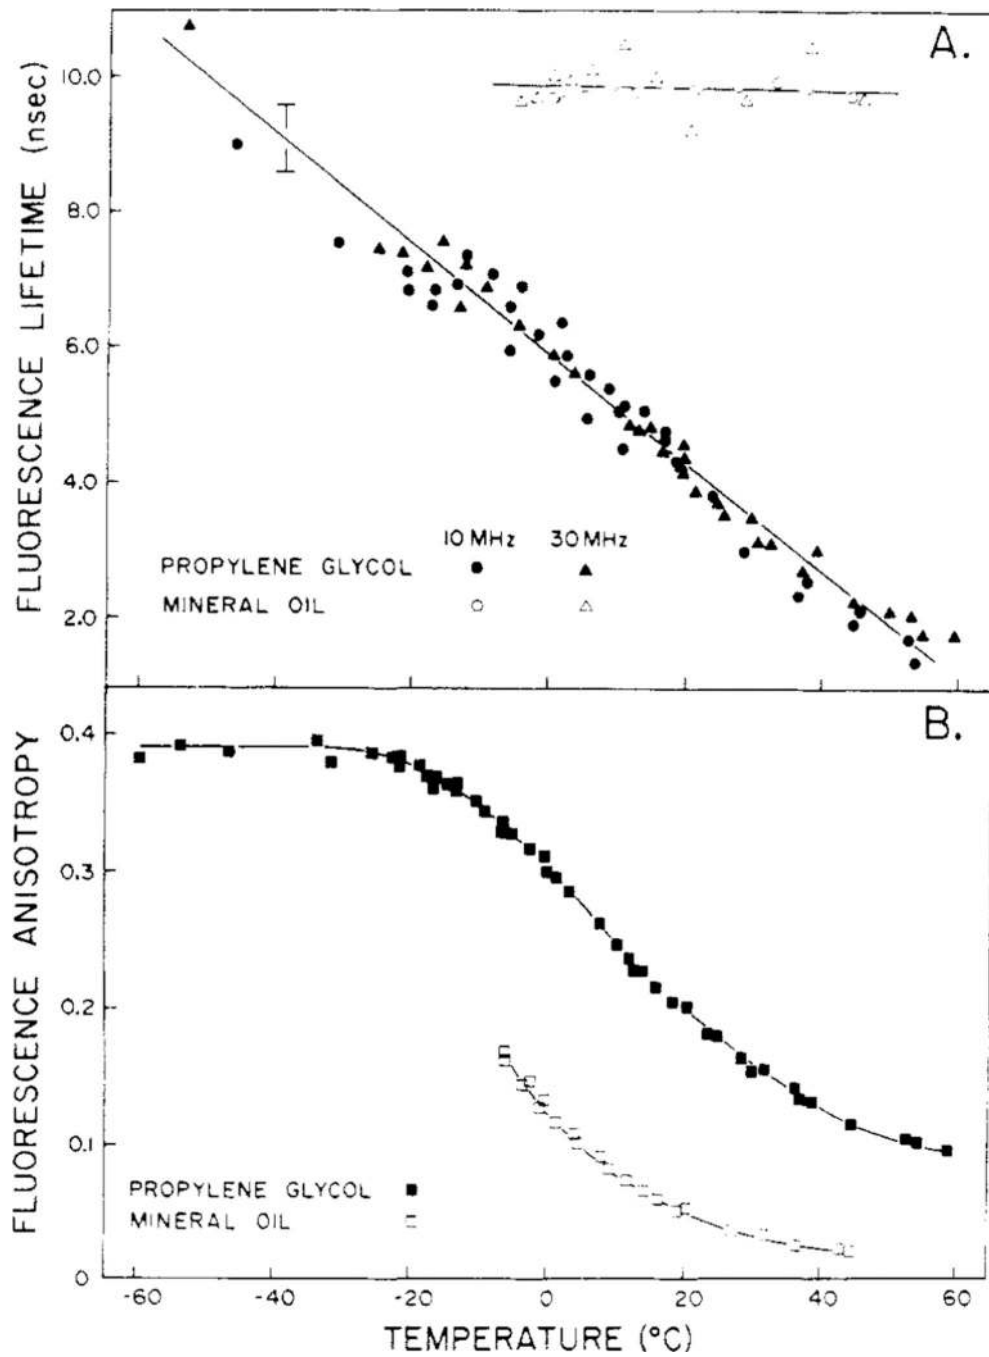 A.
FLUORESCENCE LIFETIME (nsec)
10.0
8.0
6.0
4.0
2.0
10 MHz 30 MHz
PROPYLENE GLYCOL
MINERAL OIL
B.
FLUORESCENCE ANISOTROPY
0.4
0.3
0.2
0.1
0
PROPYLENE GLYCOL
MINERAL OIL
-60 -40 -20 0 20 40 60
TEMPERATURE (°C)